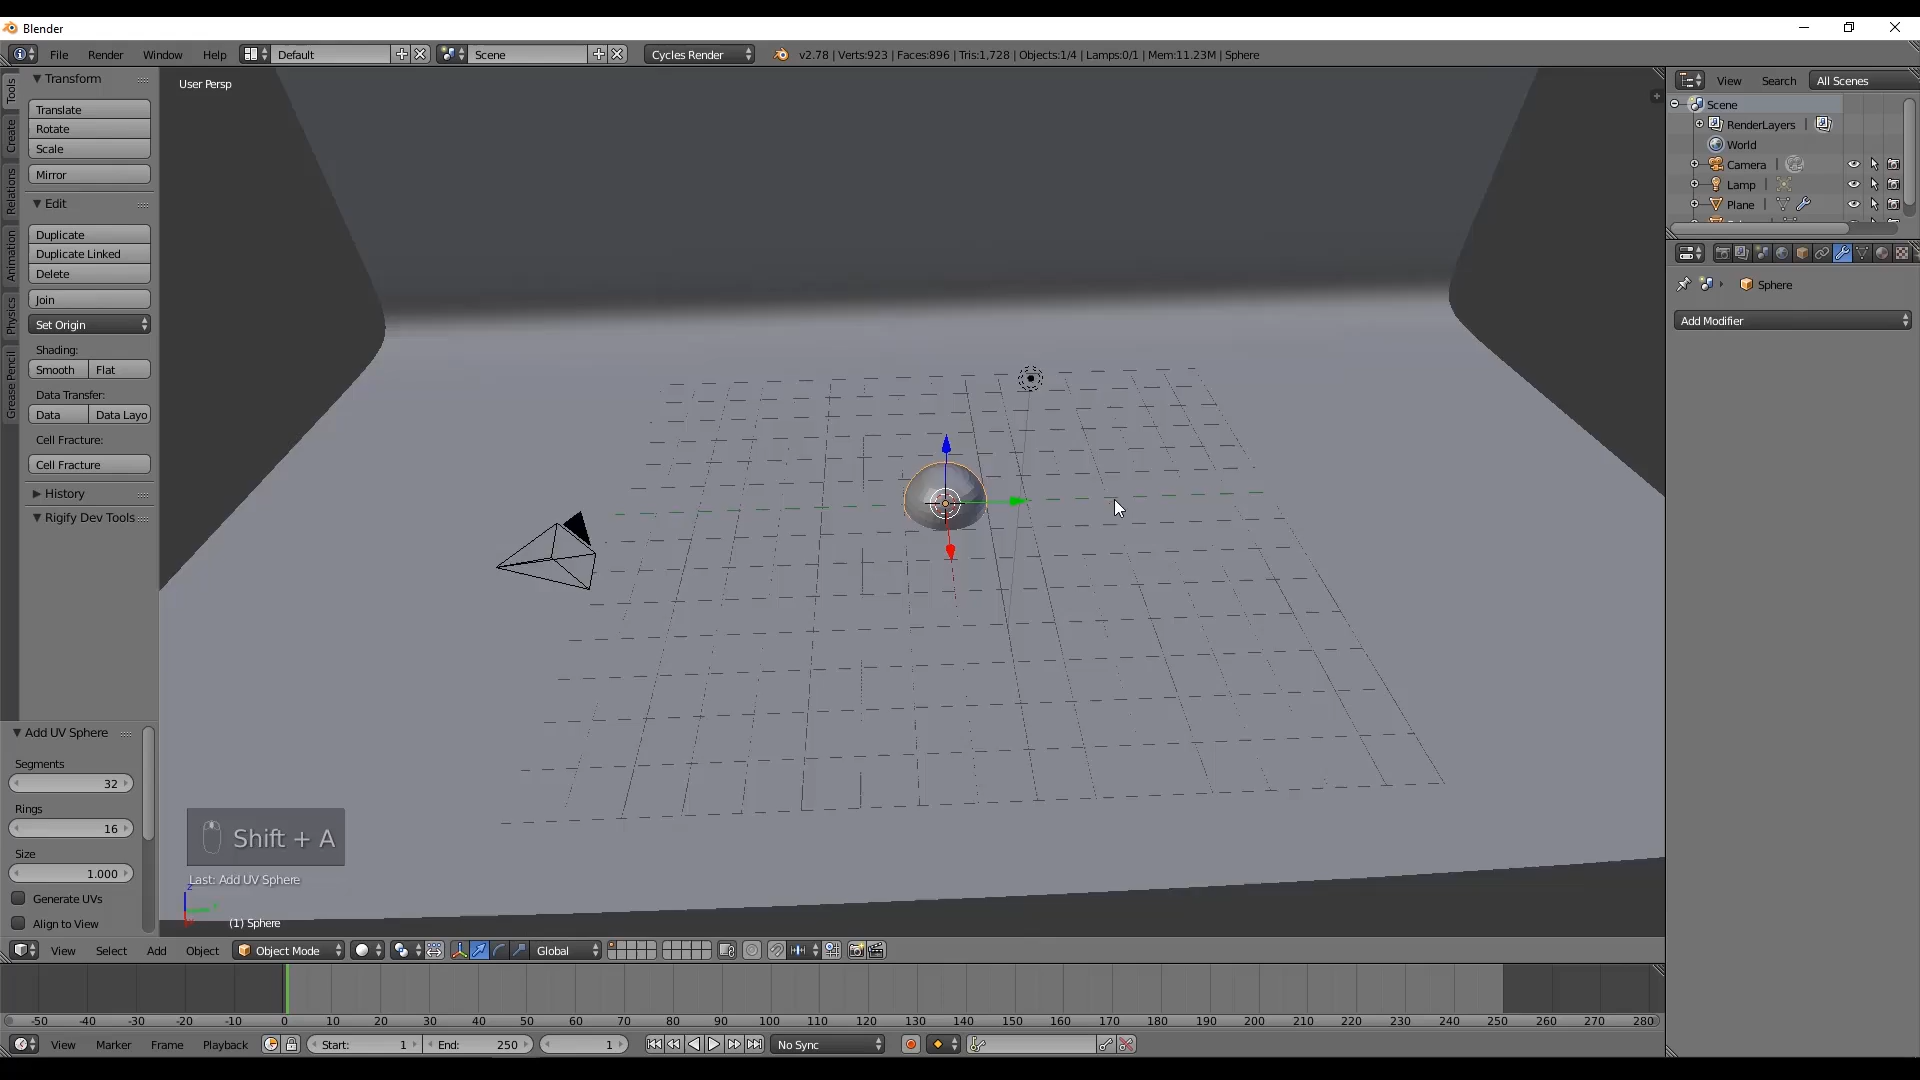 Blender
File Render Window Help Default Scene Cycles Render v2.78 | Verts:923 | Faces:896 | Tris:1,728 | Objects:1/4 | Lamps:0/1 | Mem:11.23M | Sphere
Tools
Create
Relations
Animation
Physics
Grease Pencil
Transform
Translate
Rotate
Scale
Mirror
Edit
Duplicate
Duplicate Linked
Delete
Join
Set Origin
Shading:
Smooth Flat
Data Transfer:
Data Data Layo
Cell Fracture:
Cell Fracture
History
Rigify Dev Tools
Add UV Sphere
Segments
32
Rings
16
Size
1.000
Generate UVs
Align to View
User Persp
Shift + A
Last: Add UV Sphere
z
(1) Sphere
View Search All Scenes
Scene
RenderLayers
World
Camera
Lamp
Plane
Sphere
Add Modifier
View Select Add Object Object Mode Global
-50 -40 -30 -20 -10 0 10 20 30 40 50 60 70 80 90 100 110 120 130 140 150 160 170 180 190 200 210 220 230 240 250 260 270 280
View Marker Frame Playback Start: 1 End: 250 1 No Sync